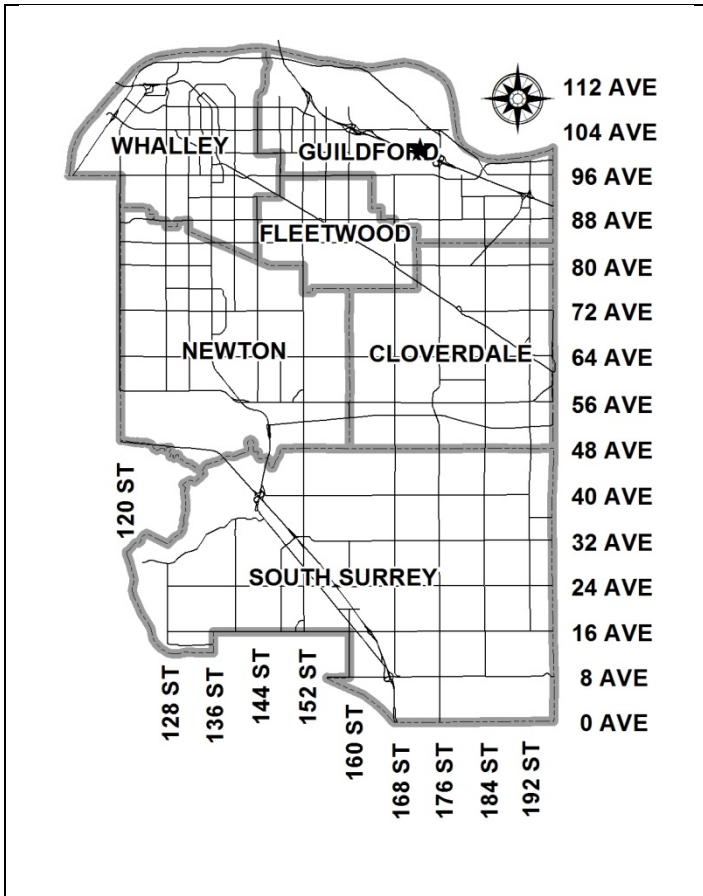 112 AVE
104 AVE
WHALLEY
GUILDFORD
96 AVE
88 AVE
FLEETWOOD
80 AVE
72 AVE
NEWTON
CLOVERDALE
64 AVE
56 AVE
48 AVE
120 ST
40 AVE
32 AVE
SOUTH SURREY
24 AVE
16 AVE
128 ST
136 ST
144 ST
152 ST
8 AVE
160 ST
0 AVE
168 ST
176 ST
184 ST
192 ST